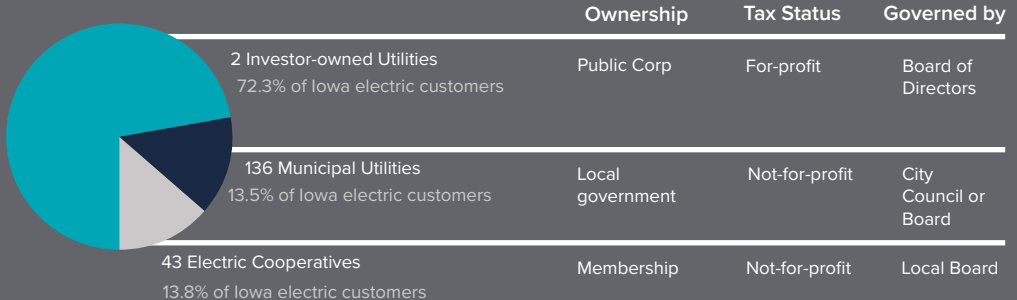 Ownership Tax Status Governed by
2 Investor-owned Utilities
72.3% of Iowa electric customers
Public Corp
For-profit
Board of
Directors
136 Municipal Utilities
13.5% of Iowa electric customers
Local
government
Not-for-profit
City
Council or
Board
43 Electric Cooperatives
13.8% of Iowa electric customers
Membership
Not-for-profit
Local Board